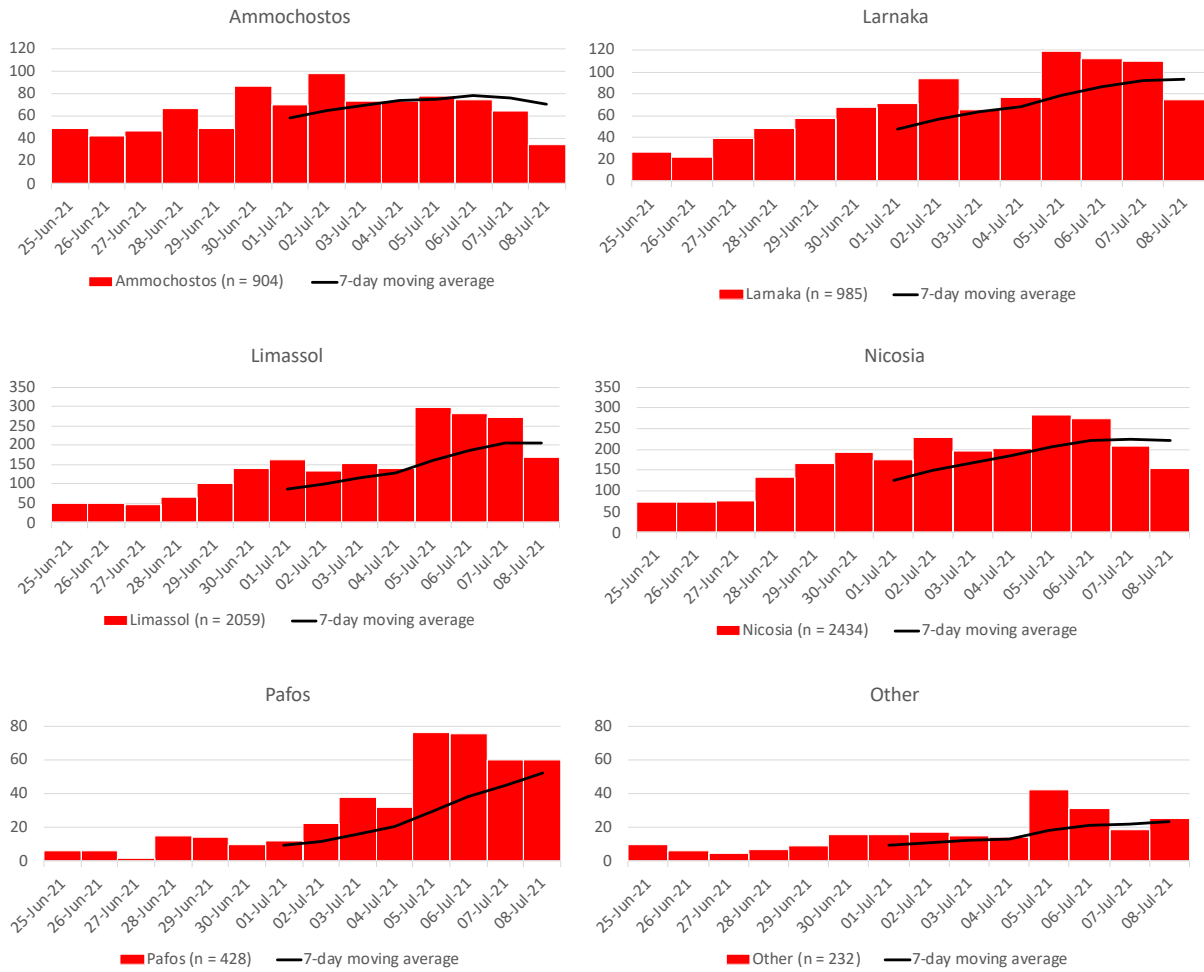 Ammochostos
120
100
80
60
40
20
0
25-Jun-21
26-Jun-21
27-Jun-21
28-Jun-21
29-Jun-21
30-Jun-21
01-Jul-21
02-Jul-21
03-Jul-21
04-Jul-21
05-Jul-21
06-Jul-21
07-Jul-21
08-Jul-21
Ammochostos (n = 904) 7-day moving average
Larnaka
120
100
80
60
40
20
0
25-Jun-21
26-Jun-21
27-Jun-21
28-Jun-21
29-Jun-21
30-Jun-21
01-Jul-21
02-Jul-21
03-Jul-21
04-Jul-21
05-Jul-21
06-Jul-21
07-Jul-21
08-Jul-21
Larnaka (n = 985) 7-day moving average
Limassol
350
300
250
200
150
100
50
0
25-Jun-21
26-Jun-21
27-Jun-21
28-Jun-21
29-Jun-21
30-Jun-21
01-Jul-21
02-Jul-21
03-Jul-21
04-Jul-21
05-Jul-21
06-Jul-21
07-Jul-21
08-Jul-21
Limassol (n = 2059) 7-day moving average
Nicosia
350
300
250
200
150
100
50
0
25-Jun-21
26-Jun-21
27-Jun-21
28-Jun-21
29-Jun-21
30-Jun-21
01-Jul-21
02-Jul-21
03-Jul-21
04-Jul-21
05-Jul-21
06-Jul-21
07-Jul-21
08-Jul-21
Nicosia (n = 2434) 7-day moving average
Pafos
80
60
40
20
0
25-Jun-21
26-Jun-21
27-Jun-21
28-Jun-21
29-Jun-21
30-Jun-21
01-Jul-21
02-Jul-21
03-Jul-21
04-Jul-21
05-Jul-21
06-Jul-21
07-Jul-21
08-Jul-21
Pafos (n = 428) 7-day moving average
Other
80
60
40
20
0
25-Jun-21
26-Jun-21
27-Jun-21
28-Jun-21
29-Jun-21
30-Jun-21
01-Jul-21
02-Jul-21
03-Jul-21
04-Jul-21
05-Jul-21
06-Jul-21
07-Jul-21
08-Jul-21
Other (n = 232) 7-day moving average